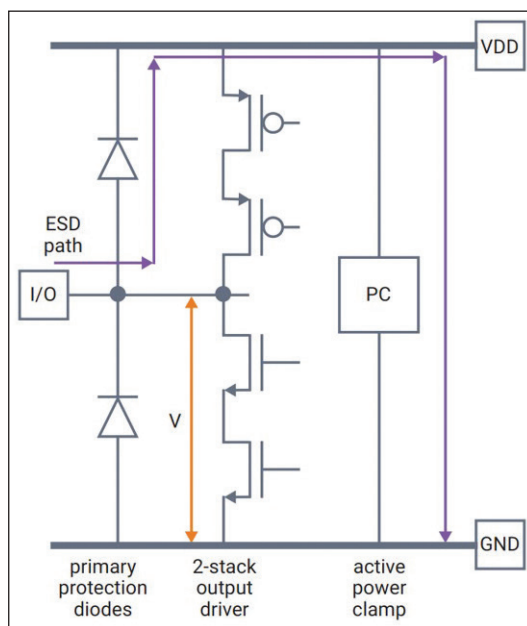 VDD
ESD
path
I/O
PC
V
GND
primary
protection
diodes
2-stack
output
driver
active
power
clamp